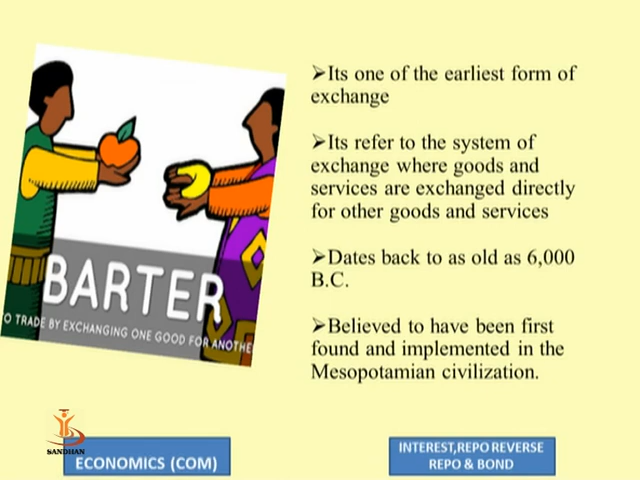 ➢Its one of the earliest form of
exchange
➢Its refer to the system of
exchange where goods and
services are exchanged directly
for other goods and services
➢Dates back to as old as 6,000
B.C.
➢Believed to have been first
found and implemented in the
Mesopotamian civilization.
BARTER
O TRADE BY EXCHANGING ONE GOOD FOR ANOTHE
SANDHAN
ECONOMICS (COM)
INTEREST,REPO REVERSE
REPO & BOND